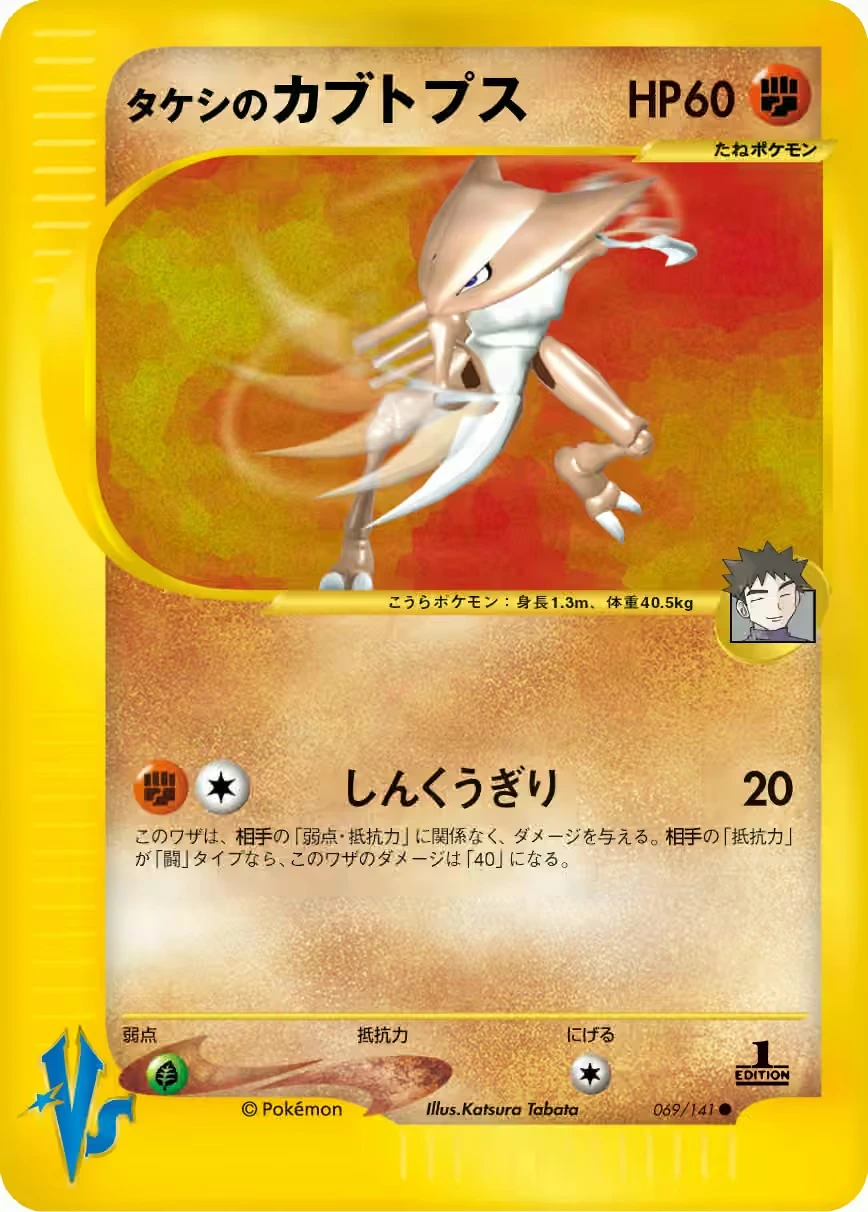 タケシのカブトプス HP60
たねポケモン
こうらポケモン：身長1.3m、体重40.5kg
しんくうぎり 20
このワザは、相手の「弱点・抵抗力」に関係なく、ダメージを与える。相手の「抵抗力」
が「闘」タイプなら、このワザのダメージは「40」になる。
弱点 抵抗力 にげる
1
EDITION
VS
© Pokémon Illus.Katsura Tabata 069/141